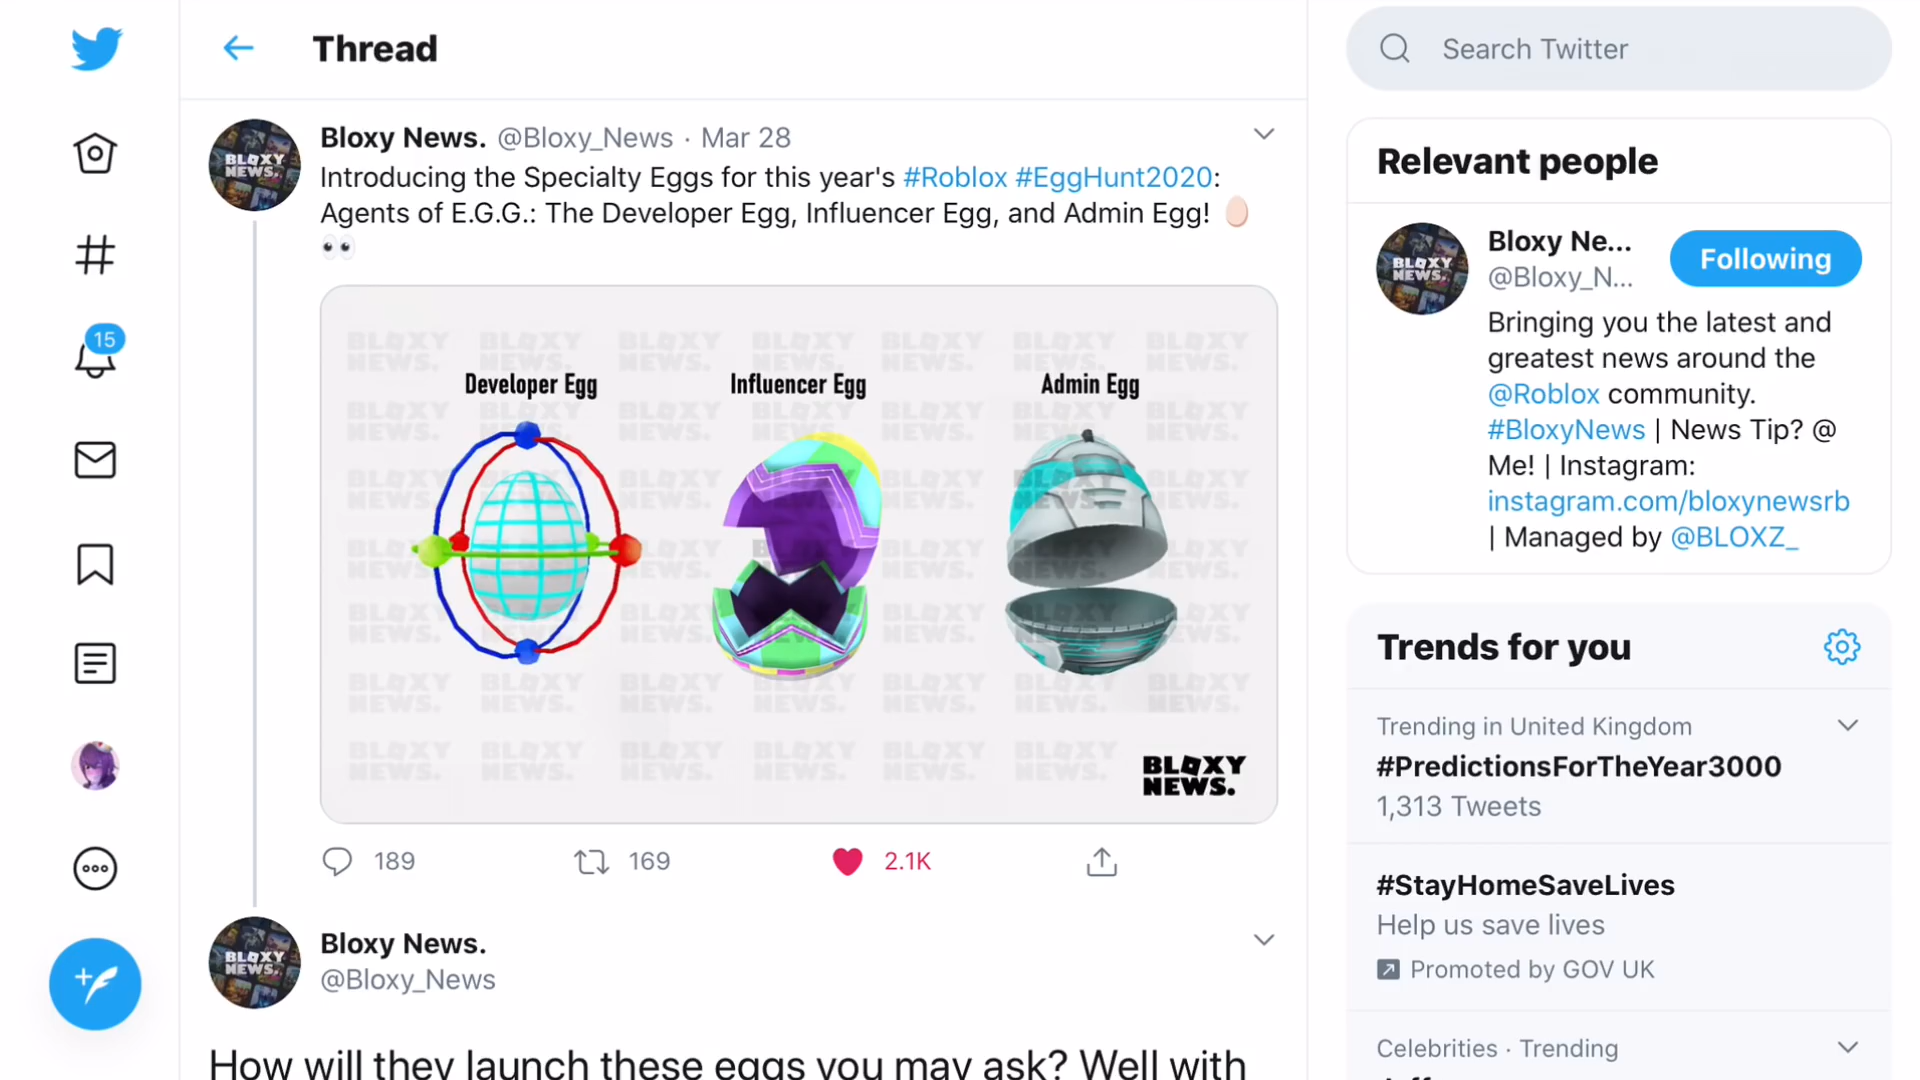 Thread
Search Twitter
Bloxy News. @Bloxy_News · Mar 28
Introducing the Specialty Eggs for this year's #Roblox #EggHunt2020:
Agents of E.G.G.: The Developer Egg, Influencer Egg, and Admin Egg! 🥚
👀
Developer Egg
Influencer Egg
Admin Egg
BLOXY
NEWS.
189
169
2.1K
Bloxy News.
@Bloxy_News
How will they launch these eggs you may ask? Well with
15
Relevant people
BLOXY
NEWS.
Bloxy Ne...
@Bloxy_N...
Following
Bringing you the latest and
greatest news around the
@Roblox community.
#BloxyNews | News Tip? @
Me! | Instagram:
instagram.com/bloxynewsrb
| Managed by @BLOXZ_
Trends for you
Trending in United Kingdom
#PredictionsForTheYear3000
1,313 Tweets
#StayHomeSaveLives
Help us save lives
Promoted by GOV UK
Celebrities · Trending